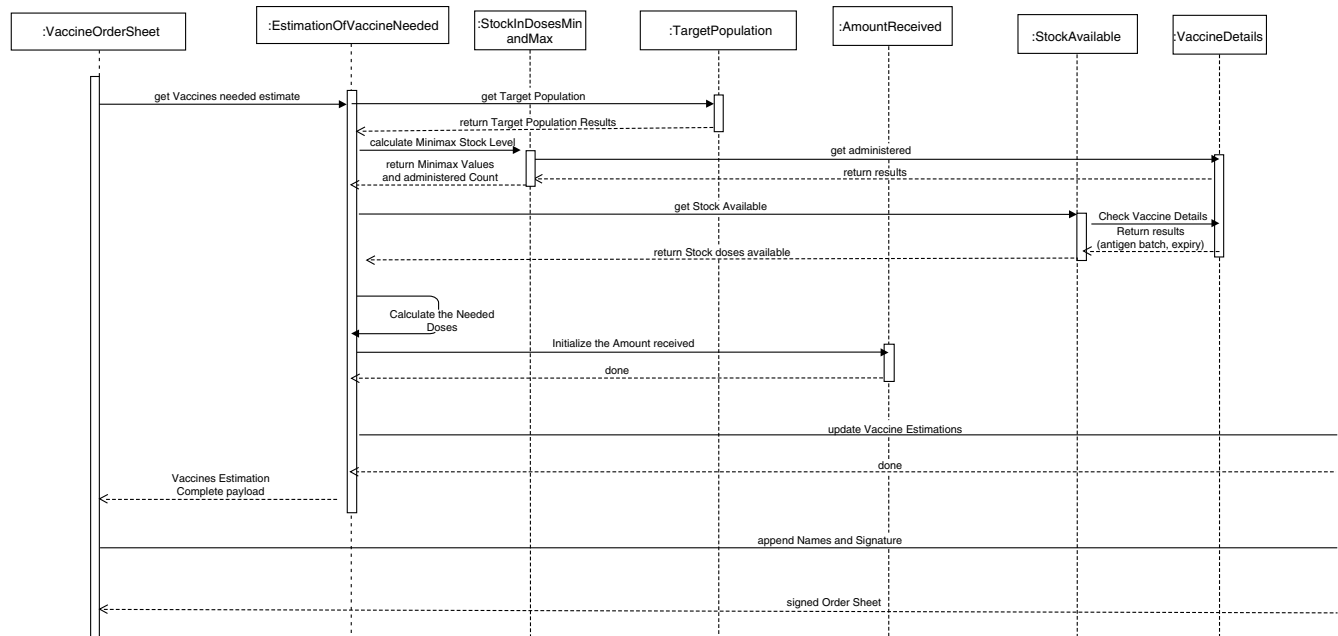 :VaccineOrderSheet
:EstimationOfVaccineNeeded
:StockInDosesMin
andMax
:TargetPopulation
:AmountReceived
:StockAvailable
:VaccineDetails
get Vaccines needed estimate
get Target Population
return Target Population Results
calculate Minimax Stock Level
get administered
return Minimax Values
and administered Count
return results
get Stock Available
Check Vaccine Details
Return results
(antigen batch, expiry)
return Stock doses available
Calculate the Needed
Doses
Initialize the Amount received
done
update Vaccine Estimations
done
Vaccines Estimation
Complete payload
append Names and Signature
signed Order Sheet